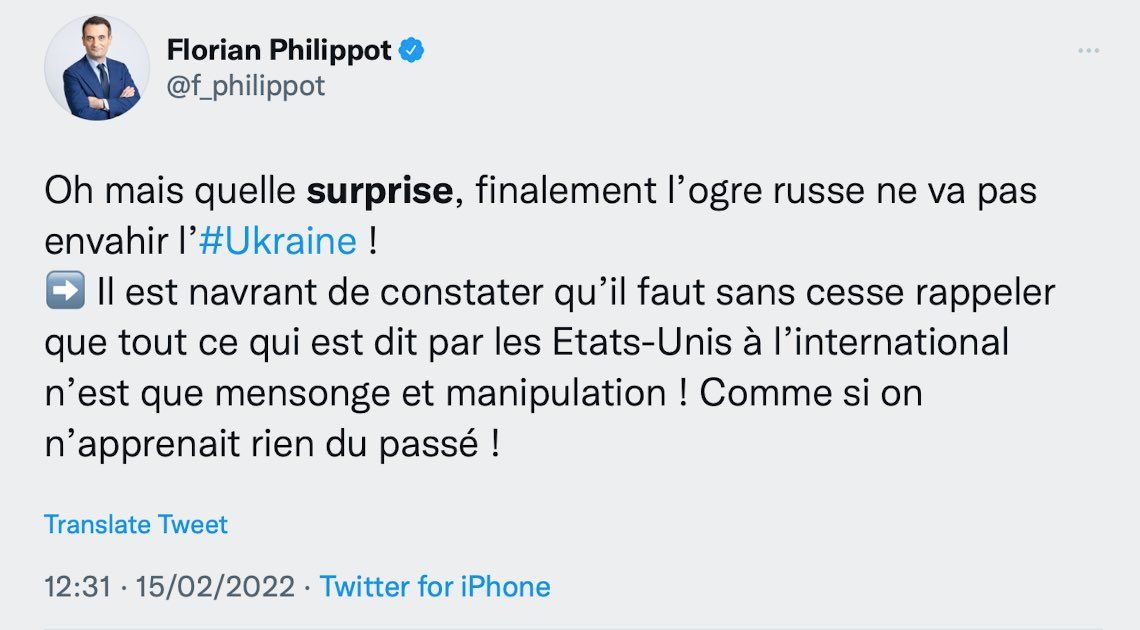 Florian Philippot
@f_philippot
Oh mais quelle surprise, finalement l’ogre russe ne va pas
envahir l’#Ukraine !
➡️ Il est navrant de constater qu’il faut sans cesse rappeler
que tout ce qui est dit par les Etats-Unis à l’international
n’est que mensonge et manipulation ! Comme si on
n’apprenait rien du passé !
Translate Tweet
12:31 · 15/02/2022 · Twitter for iPhone